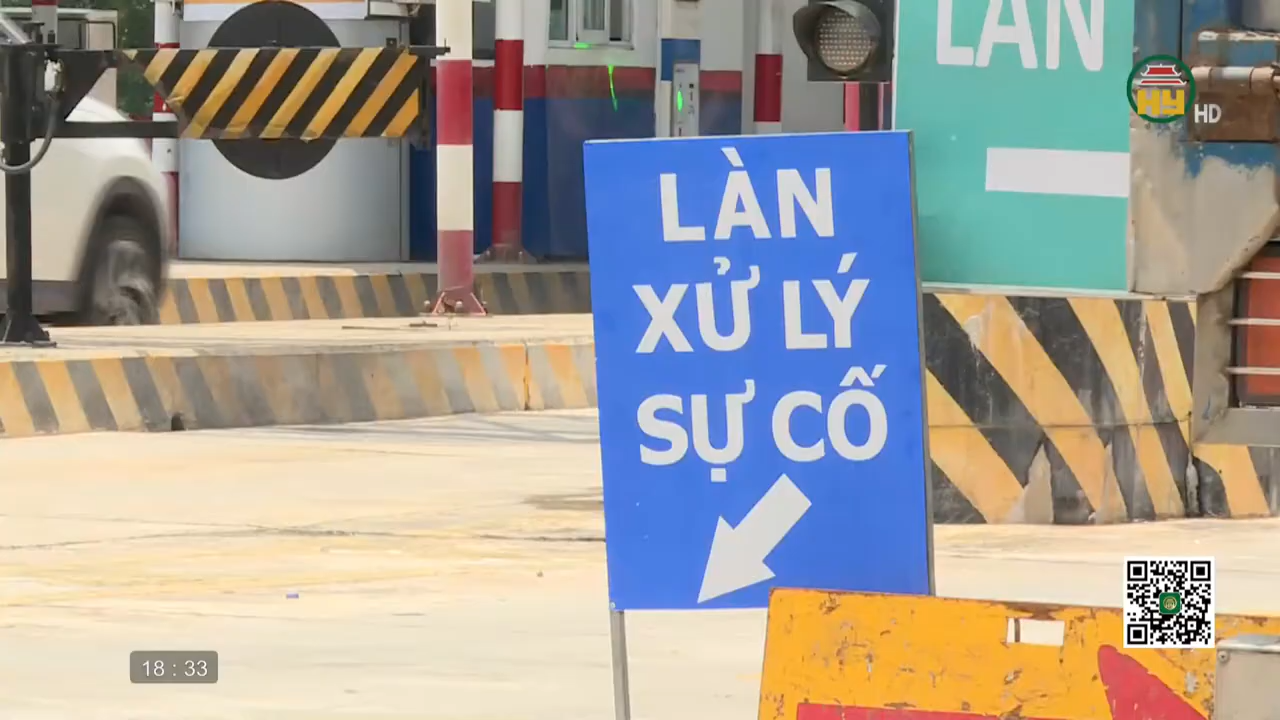 LÀN
HY
HD
LÀN
XỬ LÝ
SỰ CỐ
18 : 33